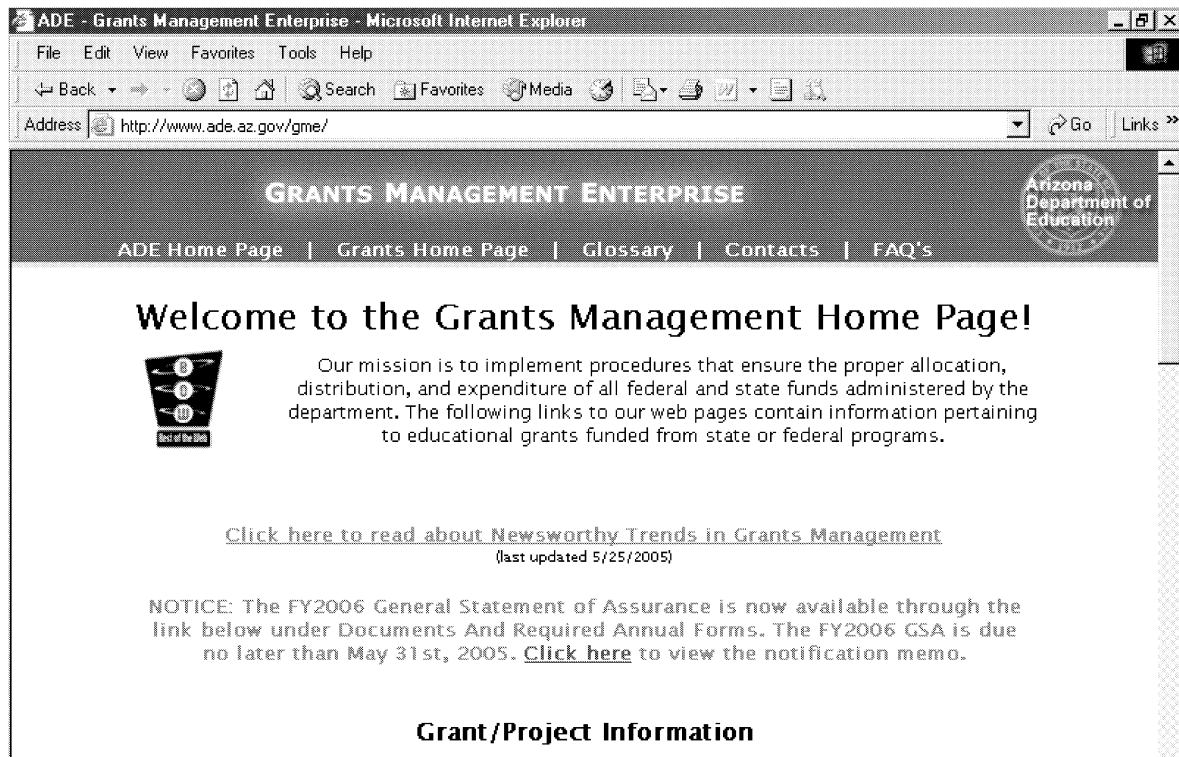 ADE - Grants Management Enterprise - Microsoft Internet Explorer
File Edit View Favorites Tools Help
Back Search Favorites Media
Address http://www.ade.az.gov/gme/ Go Links »
GRANTS MANAGEMENT ENTERPRISE
Arizona
Department of
Education
ADE Home Page | Grants Home Page | Glossary | Contacts | FAQ's
Welcome to the Grants Management Home Page!
B
O
W
Best of the Web
Our mission is to implement procedures that ensure the proper allocation,
distribution, and expenditure of all federal and state funds administered by the
department. The following links to our web pages contain information pertaining
to educational grants funded from state or federal programs.
Click here to read about Newsworthy Trends in Grants Management
(last updated 5/25/2005)
NOTICE: The FY2006 General Statement of Assurance is now available through the
link below under Documents And Required Annual Forms. The FY2006 GSA is due
no later than May 31st, 2005. Click here to view the notification memo.
Grant/Project Information